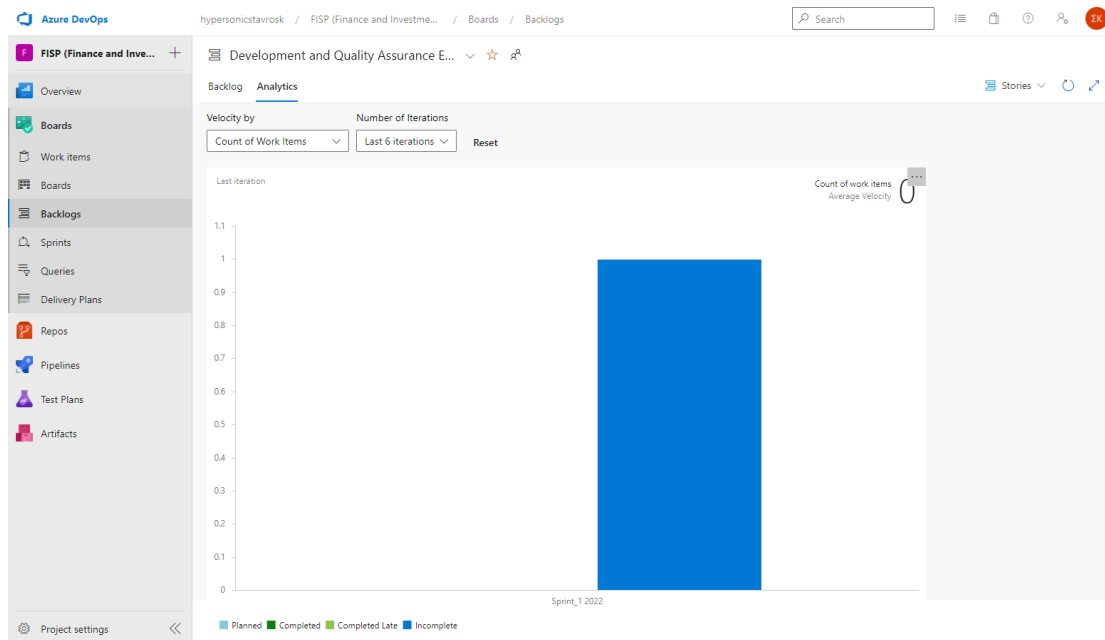 Azure DevOps
hypersonicstavrosk / FISP (Finance and Investme... / Boards / Backlogs
Search
ΣK
F FISP (Finance and Inve...
Overview
Boards
Work items
Boards
Backlogs
Sprints
Queries
Delivery Plans
Repos
Pipelines
Test Plans
Artifacts
Project settings
Development and Quality Assurance E...
Backlog Analytics
Stories
Velocity by
Number of Iterations
Count of Work Items
Last 6 iterations
Reset
Last iteration
Count of work items
Average Velocity
0
...
1.1
1
0.9
0.8
0.7
0.6
0.5
0.4
0.3
0.2
0.1
0
Sprint_1 2022
Planned Completed Completed Late Incomplete